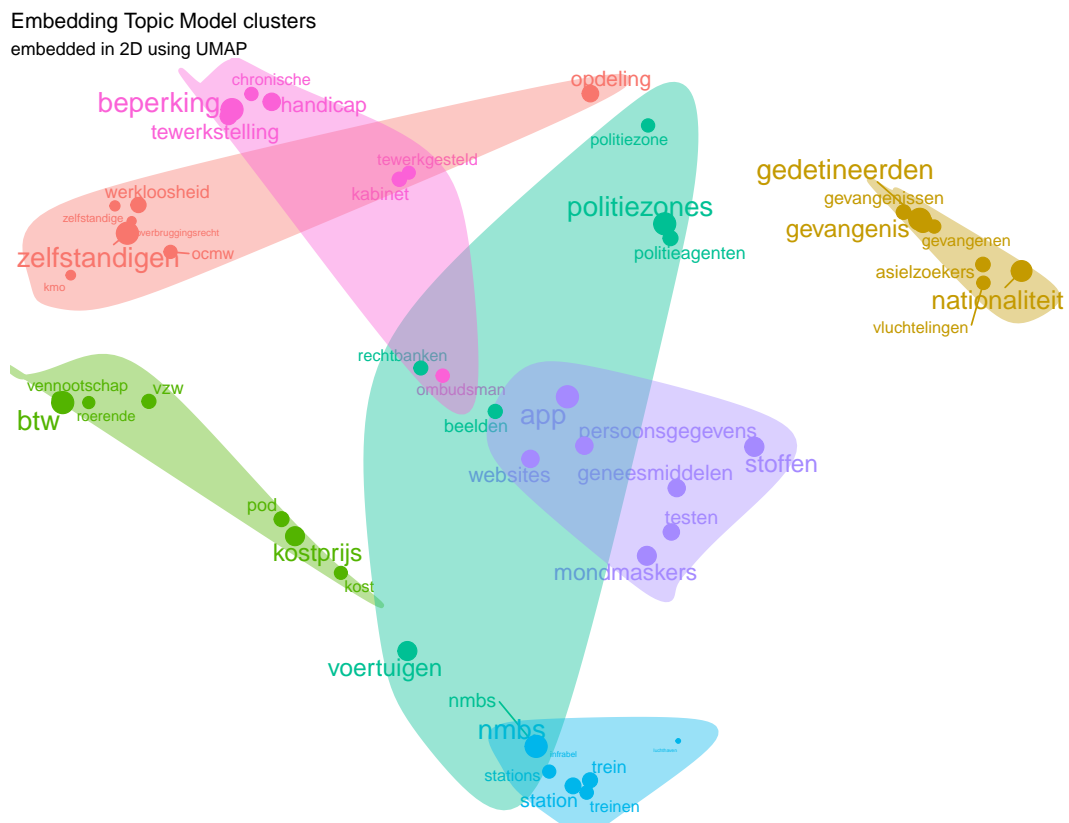 Embedding Topic Model clusters
embedded in 2D using UMAP
opdeling
chronische
beperking
handicap
tewerkstelling
politiezone
tewerkgesteld
kabinet
gedetineerden
gevangenissen
werkloosheid
zelfstandige
overbruggingsrecht
zelfstandigen
ocmw
kmo
politiezones
politieagenten
gevangenis
gevangenen
asielzoekers
nationaliteit
vluchtelingen
rechtbanken
ombudsman
beelden
vennootschap
vzw
btw
roerende
app
persoonsgegevens
websites
geneesmiddelen
stoffen
testen
mondmaskers
pod
kostprijs
kost
voertuigen
nmbs
nmbs
infrabel
stations
trein
station
treinen